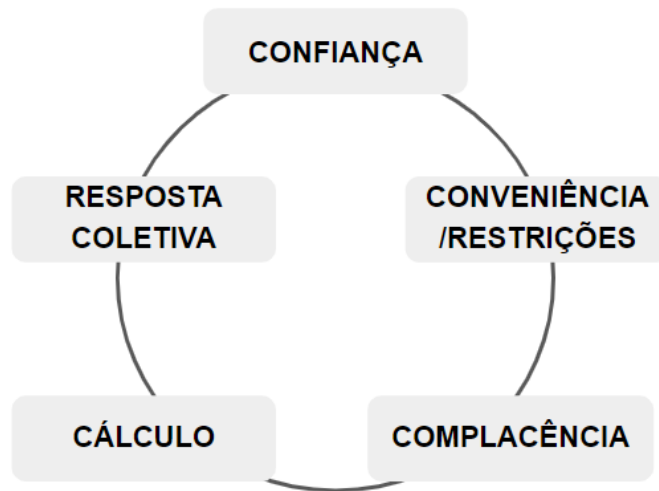 CONFIANÇA
RESPOSTA
COLETIVA
CONVENIÊNCIA
/RESTRIÇÕES
CÁLCULO
COMPLACÊNCIA